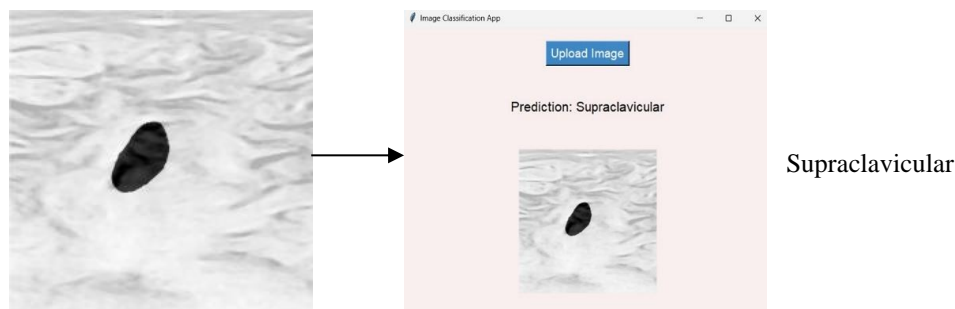 Image Classification App
Upload Image
Prediction: Supraclavicular
Supraclavicular